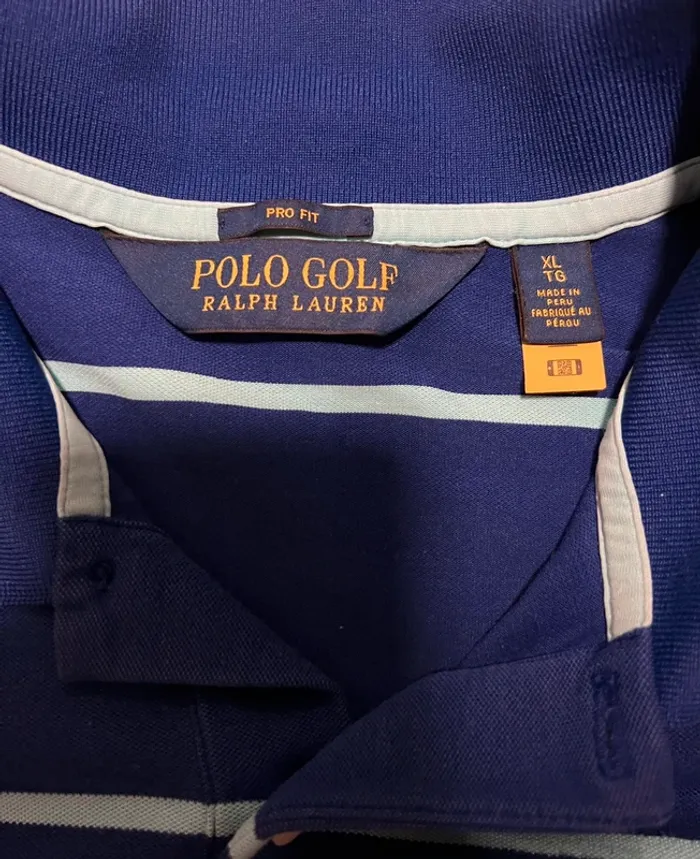 PRO FIT
POLO GOLF
RALPH LAUREN
XL
TG
MADE IN
PERU
FABRIQUÉ AU
PÉROU